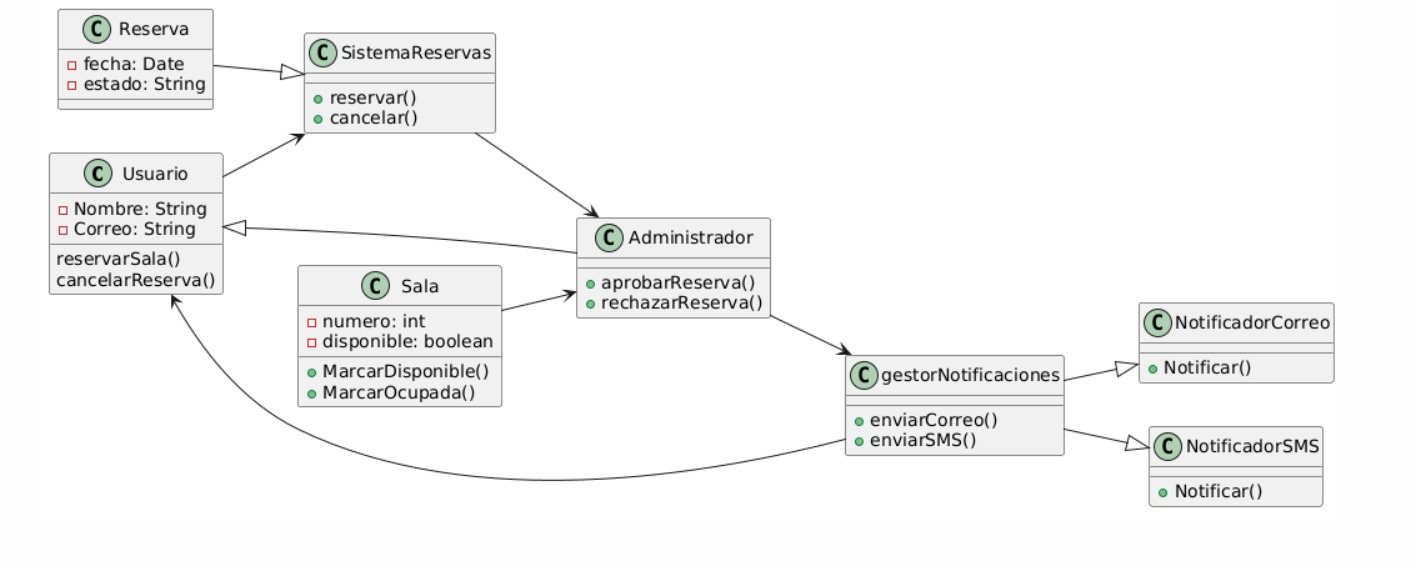 C Reserva
fecha: Date
estado: String
C SistemaReservas
reservar()
cancelar()
C Usuario
Nombre: String
Correo: String
reservarSala()
cancelarReserva()
C Administrador
aprobarReserva()
rechazarReserva()
C Sala
numero: int
disponible: boolean
MarcarDisponible()
MarcarOcupada()
C gestorNotificaciones
enviarCorreo()
enviarSMS()
C NotificadorCorreo
Notificar()
C NotificadorSMS
Notificar()